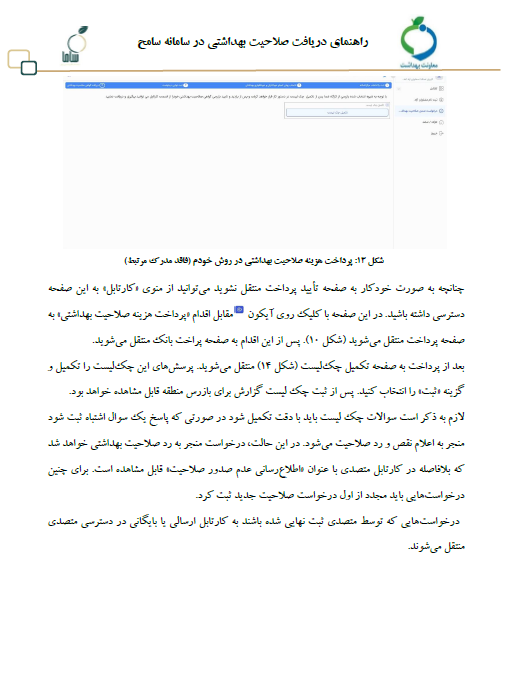 راهنمای دریافت صلاحیت بهداشتی در سامانه سامح
معاونت بهداشت
ساما
شکل ۱۳: پرداخت هزینه صلاحیت بهداشتی در روش خودم (فاقد مدرک مرتبط)
چنانچه به صورت خودکار به صفحه تأیید پرداخت منتقل نشوید می‌توانید از منوی «کارتابل» به این صفحه
دسترسی داشته باشید. در این صفحه با کلیک روی آیکون مقابل اقدام «پرداخت هزینه صلاحیت بهداشتی» به
صفحه پرداخت منتقل می‌شوید (شکل ۱۰). پس از این اقدام به صفحه پراخت بانک منتقل می‌شوید.
بعد از پرداخت به صفحه تکمیل چک‌لیست (شکل ۱۴) منتقل می‌شوید. پرسش‌های این چک‌لیست را تکمیل و
گزینه «ثبت» را انتخاب کنید. پس از ثبت چک لیست گزارش برای بازرس منطقه قابل مشاهده خواهد بود.
لازم به ذکر است سوالات چک لیست باید با دقت تکمیل شود در صورتی که پاسخ یک سوال اشتباه ثبت شود
منجر به اعلام نقص و رد صلاحیت می‌شود. در این حالت، درخواست منجر به رد صلاحیت بهداشتی خواهد شد
که بلافاصله در کارتابل متصدی با عنوان «اطلاع‌رسانی عدم صدور صلاحیت» قابل مشاهده است. برای چنین
درخواست‌هایی باید مجدد از اول درخواست صلاحیت جدید ثبت کرد.
درخواست‌هایی که توسط متصدی ثبت نهایی شده باشند به کارتابل ارسالی یا بایگانی در دسترسی متصدی
منتقل می‌شوند.